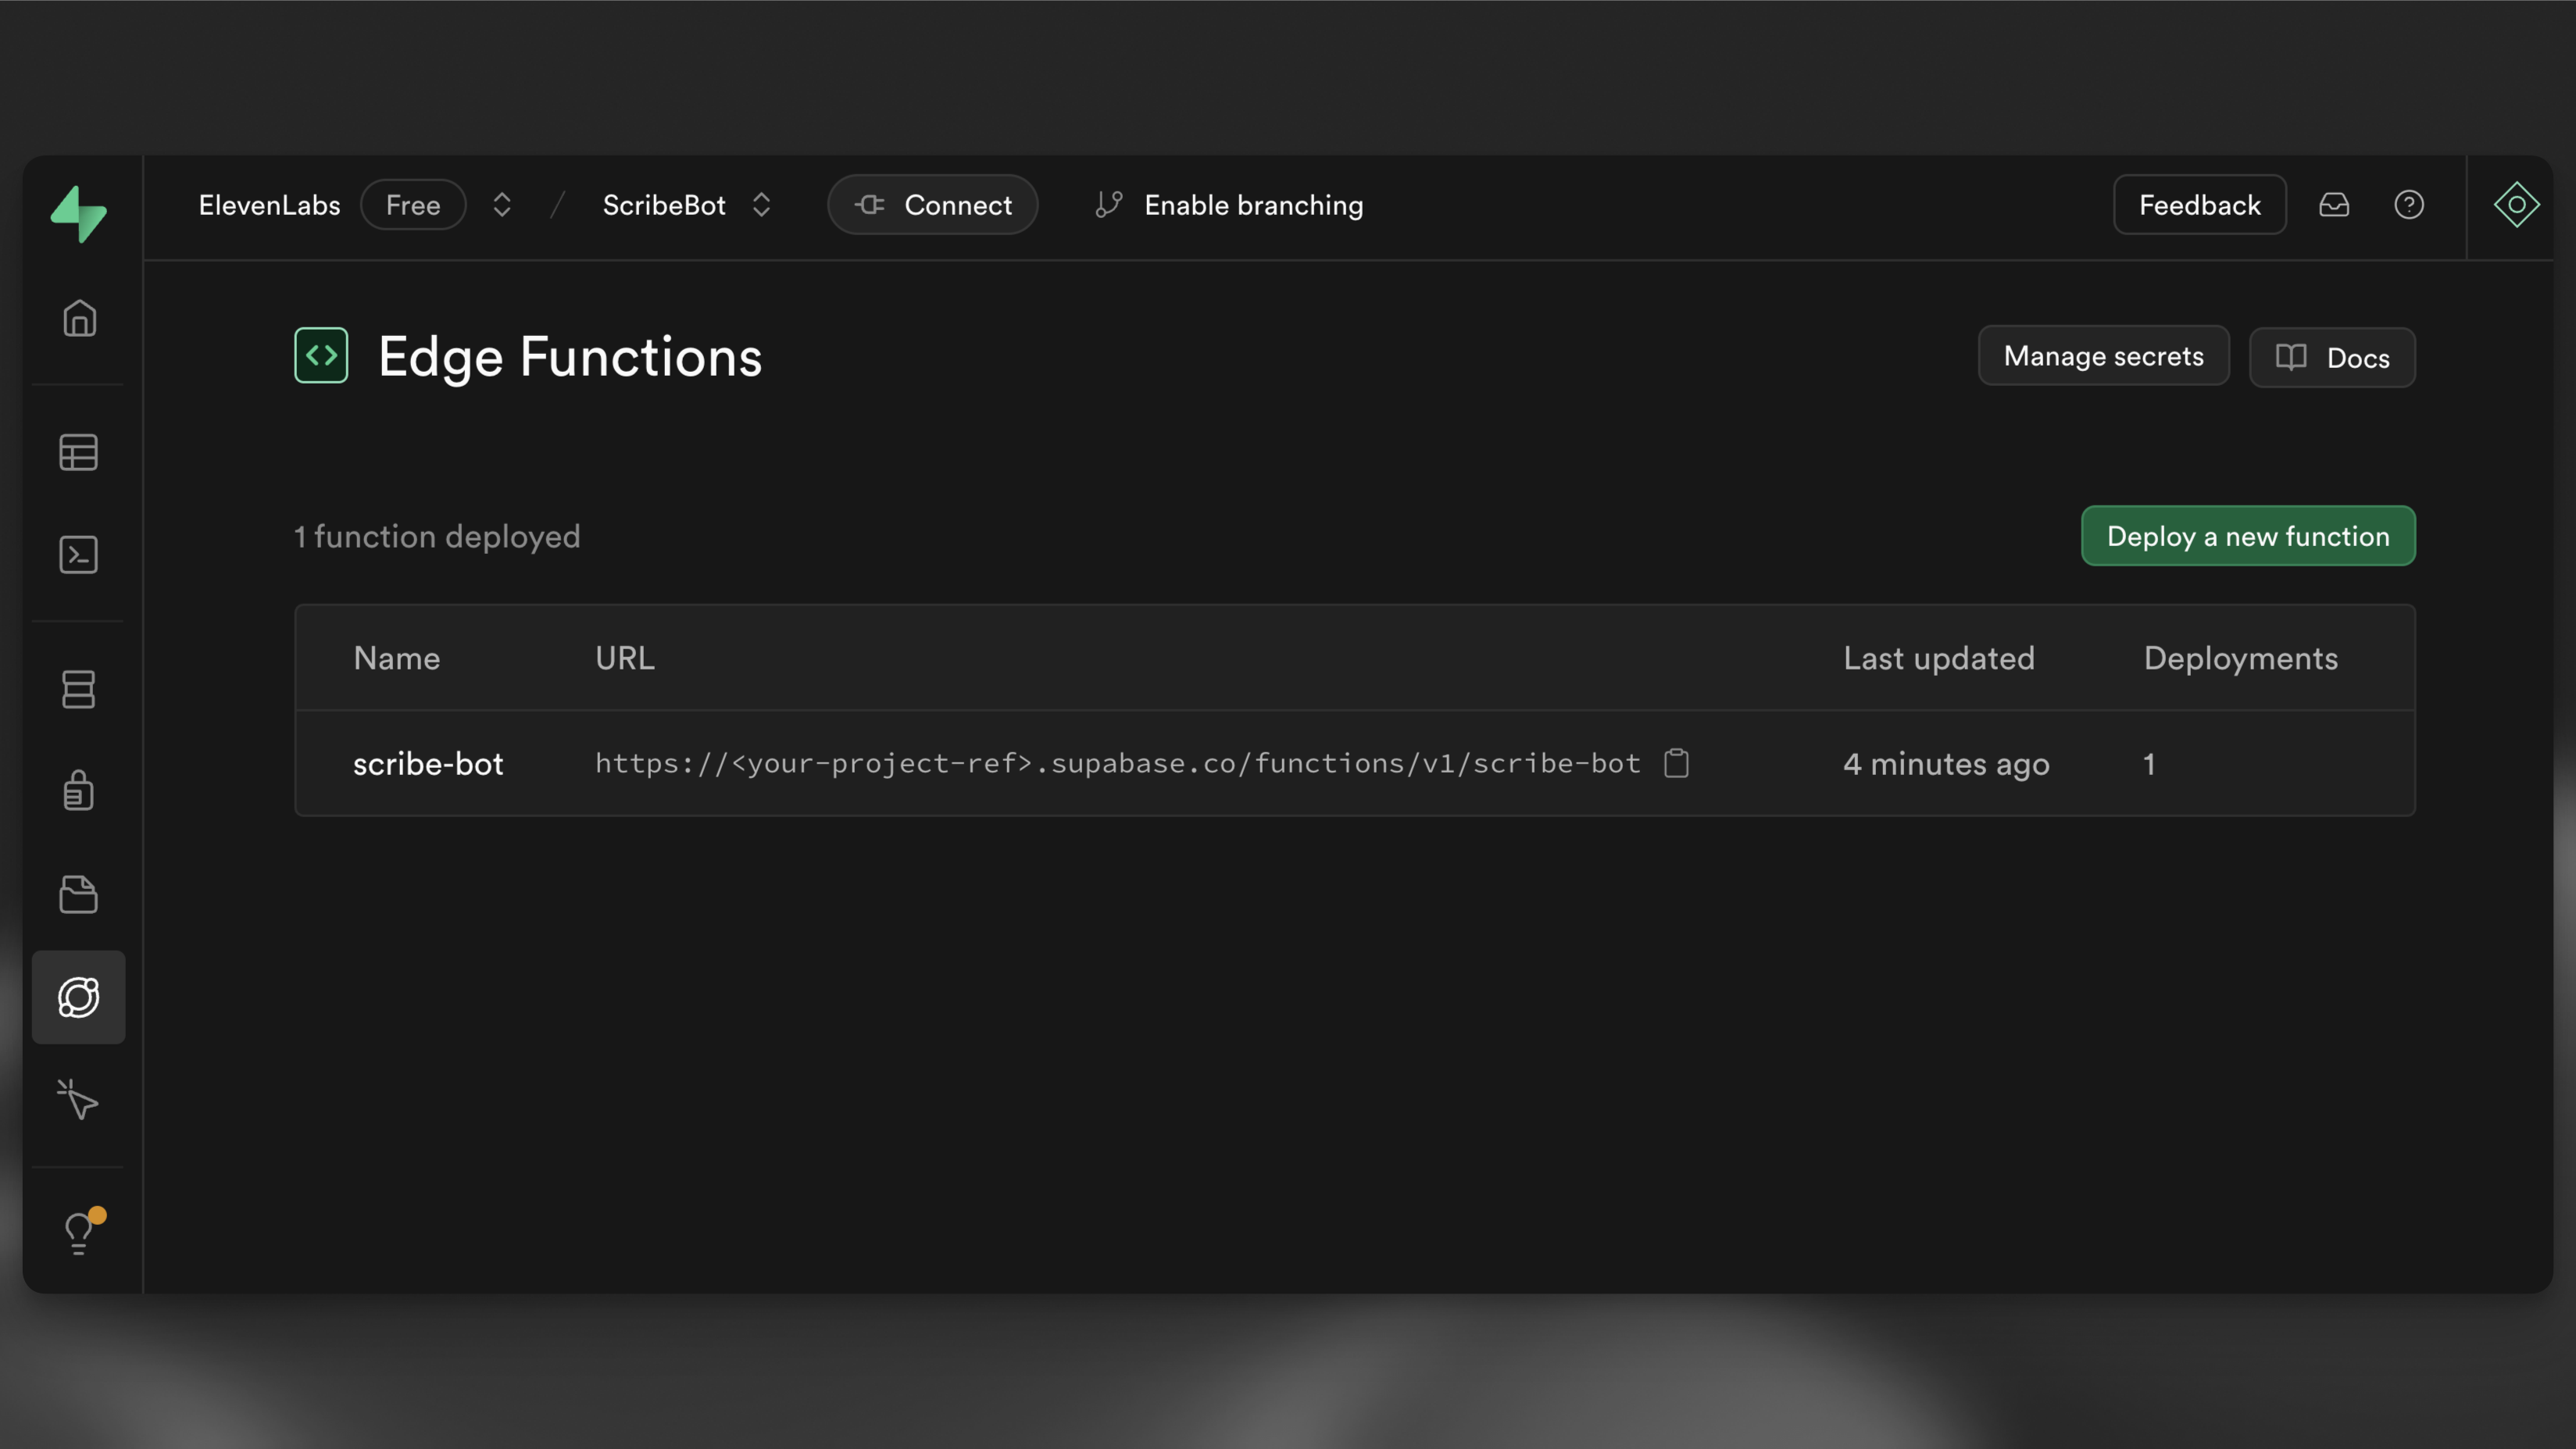 ElevenLabs Free / ScribeBot Connect Enable branching Feedback
Edge Functions Manage secrets Docs
1 function deployed Deploy a new function
Name URL Last updated Deployments
scribe-bot https://<your-project-ref>.supabase.co/functions/v1/scribe-bot 4 minutes ago 1